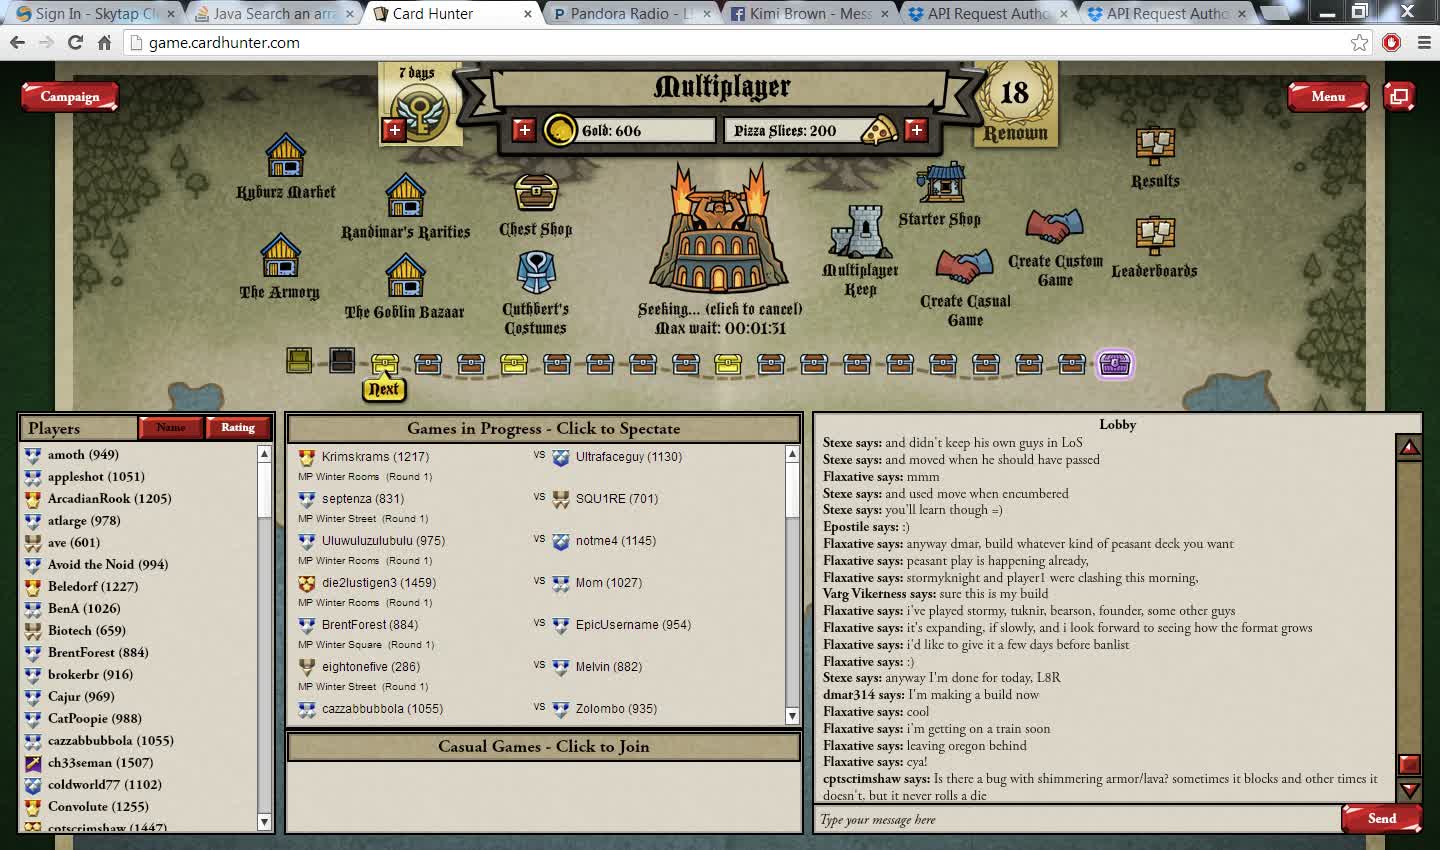 Sign In - Skytap Cl
Java Search an arra
Card Hunter
Pandora Radio - L
Kimi Brown - Mess
API Request Autho
API Request Autho
game.cardhunter.com
Campaign
7 days
Multiplayer
18
Renown
Menu
Gold: 606
Pizza Slices: 200
Kyburz Market
Randimar's Rarities
Chest Shop
Starter Shop
Results
The Armory
The Goblin Bazaar
Cuthbert's
Costumes
Seeking... (click to cancel)
Max wait: 00:01:31
Multiplayer
Keep
Create Casual
Game
Create Custom
Game
Leaderboards
Next
Players
Name
Rating
amoth (949)
appleshot (1051)
ArcadianRook (1205)
atlarge (978)
ave (601)
Avoid the Noid (994)
Beledorf (1227)
BenA (1026)
Biotech (659)
BrentForest (884)
brokerbr (916)
Cajur (969)
CatPoopie (988)
cazzabbubbola (1055)
ch33seman (1507)
coldworld77 (1102)
Convolute (1255)
cptscrimshaw (1447)
Games in Progress - Click to Spectate
Krimskrams (1217) vs Ultrafaceguy (1130)
MP Winter Rooms (Round 1)
septenza (831) vs SQU1RE (701)
MP Winter Street (Round 1)
Uluwuluzulubulu (975) vs notme4 (1145)
MP Winter Rooms (Round 1)
die2lustigen3 (1459) vs Mom (1027)
MP Winter Rooms (Round 1)
BrentForest (884) vs EpicUsername (954)
MP Winter Square (Round 1)
eightonefive (286) vs Melvin (882)
MP Winter Street (Round 1)
cazzabbubbola (1055) vs Zolombo (935)
Casual Games - Click to Join
Lobby
Stexe says: and didn't keep his own guys in LoS
Stexe says: and moved when he should have passed
Flaxative says: mmm
Stexe says: and used move when encumbered
Stexe says: you'll learn though =)
Epostile says: :)
Flaxative says: anyway dmar, build whatever kind of peasant deck you want
Flaxative says: peasant play is happening already,
Flaxative says: stormyknight and player1 were clashing this morning,
Varg Vikerness says: sure this is my build
Flaxative says: i've played stormy, tuknir, bearson, founder, some other guys
Flaxative says: it's expanding, if slowly, and i look forward to seeing how the format grows
Flaxative says: i'd like to give it a few days before banlist
Flaxative says: :)
Stexe says: anyway I'm done for today, L8R
dmar314 says: I'm making a build now
Flaxative says: cool
Flaxative says: i'm getting on a train soon
Flaxative says: leaving oregon behind
Flaxative says: cya!
cptscrimshaw says: Is there a bug with shimmering armor/lava? sometimes it blocks and other times it
doesn't, but it never rolls a die
Type your message here
Send